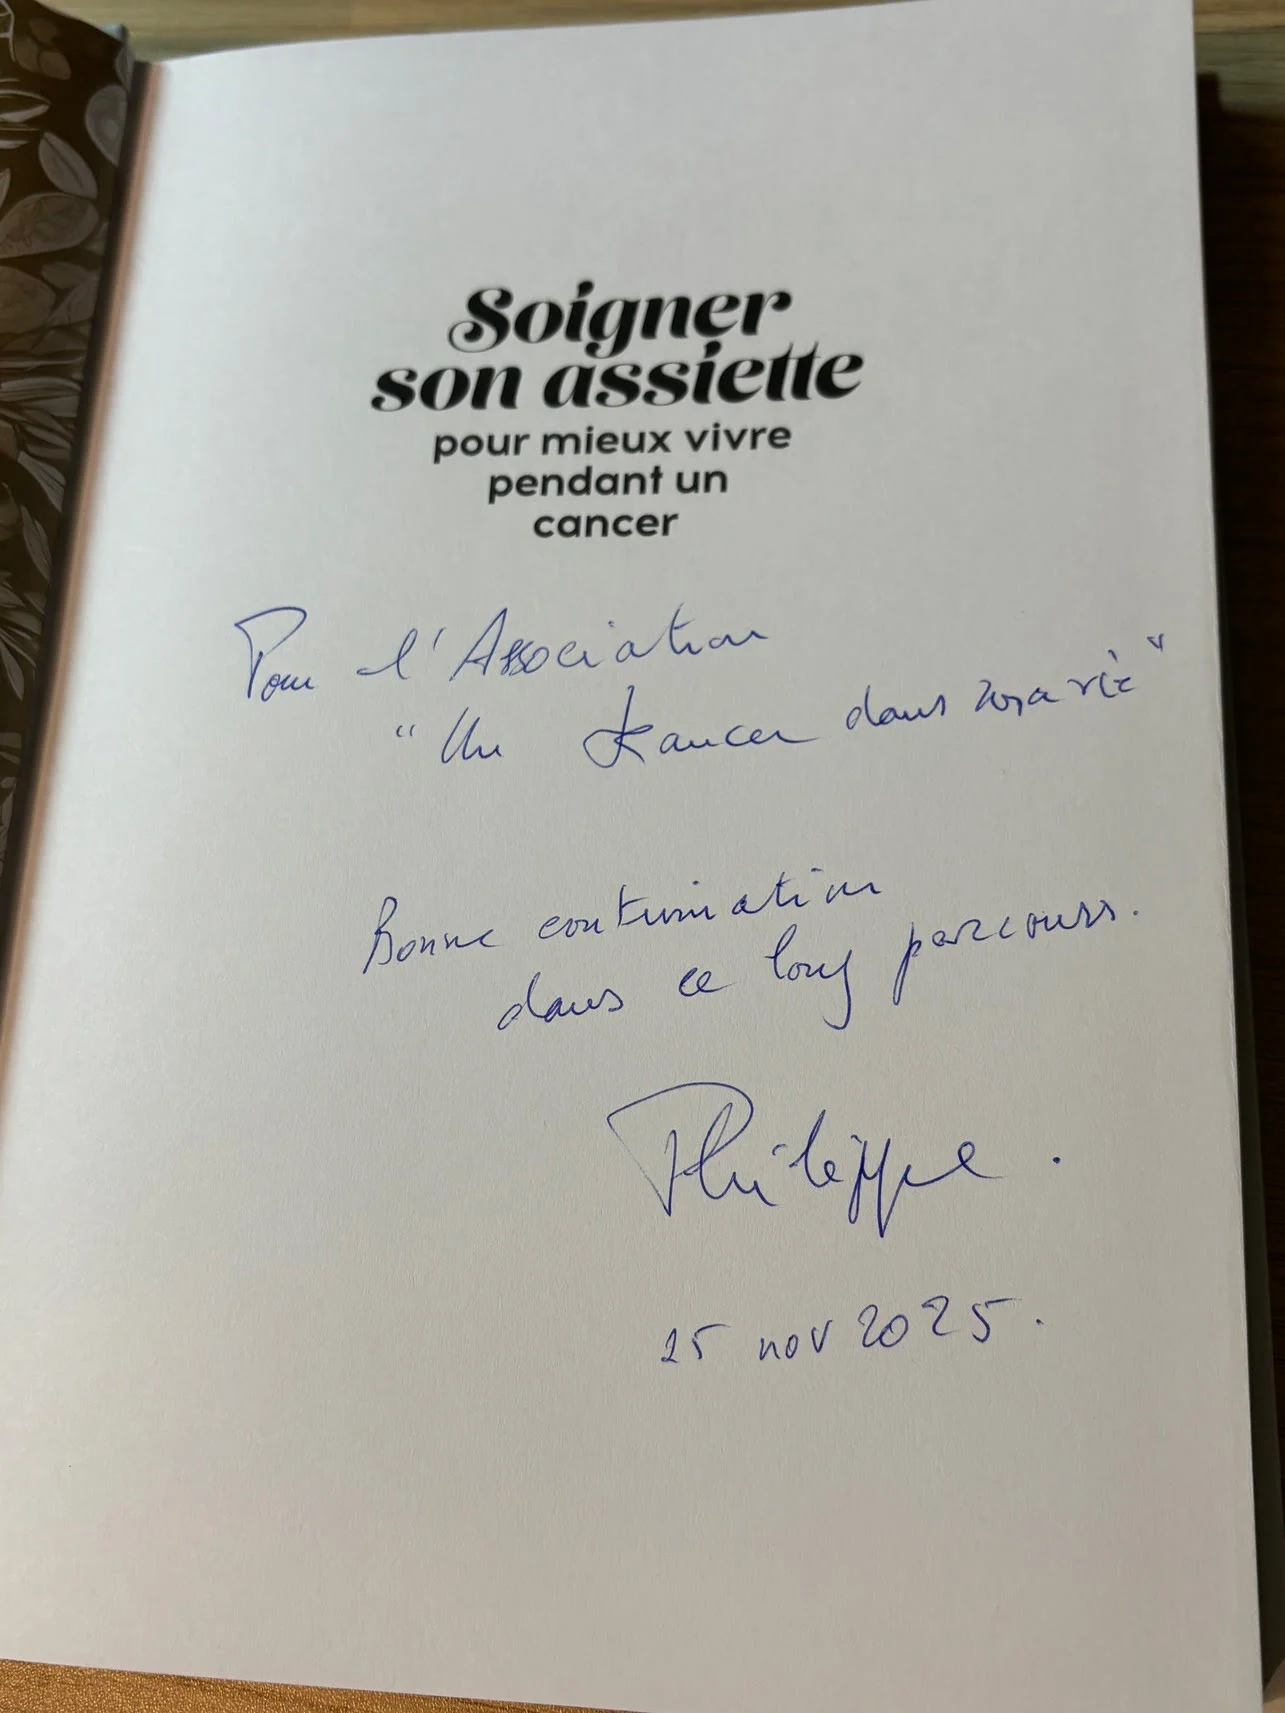 Soigner
son assiette
pour mieux vivre
pendant un
cancer
Pour l'Association
"Un Kancer dans ma vie"
Bonne continuation
dans ce long parcours.
Philippe.
25 nov 2025.